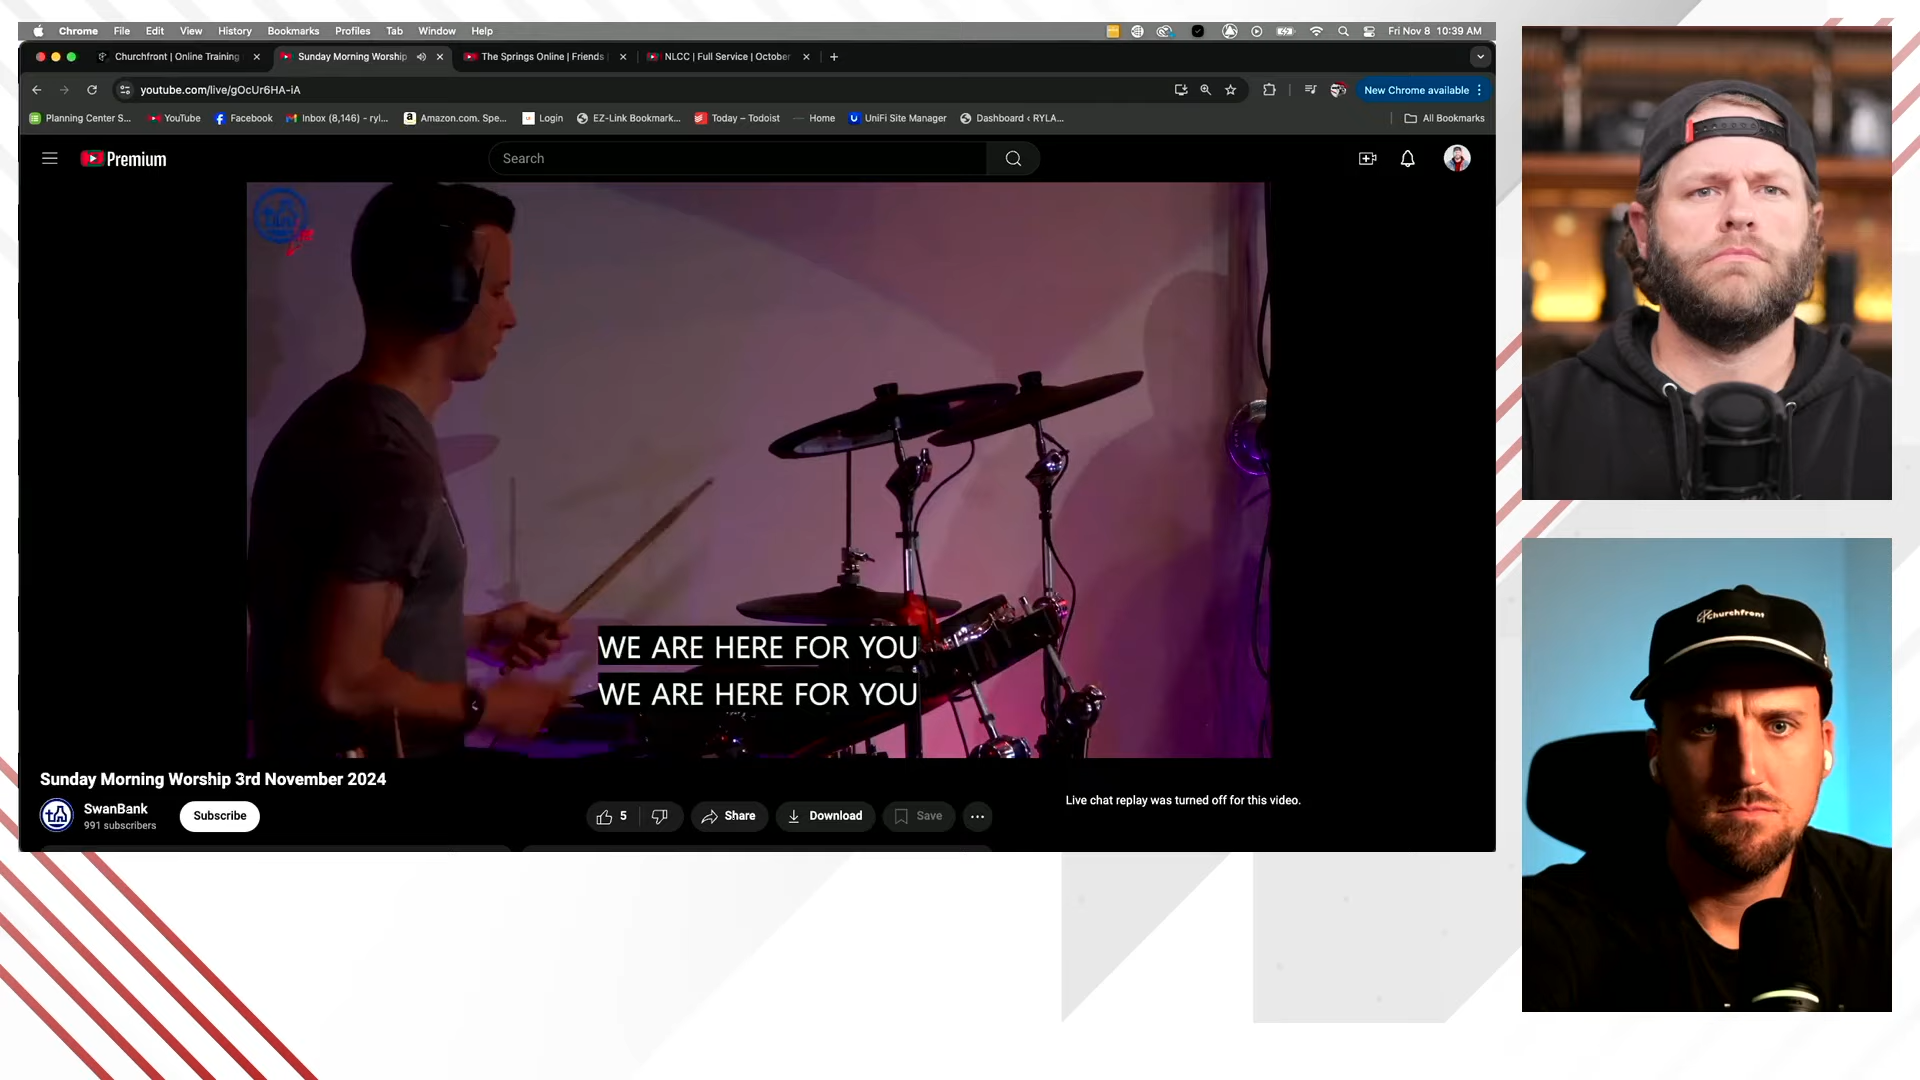 Chrome File Edit View History Bookmarks Profiles Tab Window Help
Fri Nov 8 10:39 AM
Churchfront | Online Training
Sunday Morning Worship
The Springs Online | Friends
NLCC | Full Service | October
youtube.com/live/gOcUr6HA-iA
New Chrome available
Planning Center S...
YouTube
Facebook
Inbox (8,146) – ryl...
Amazon.com. Spe...
Login
EZ-Link Bookmark...
Today – Todoist
Home
UniFi Site Manager
Dashboard ‹ RYLA...
All Bookmarks
Premium
Search
WE ARE HERE FOR YOU
WE ARE HERE FOR YOU
Sunday Morning Worship 3rd November 2024
SwanBank
991 subscribers
Subscribe
5
Share
Download
Save
Live chat replay was turned off for this video.
Churchfront